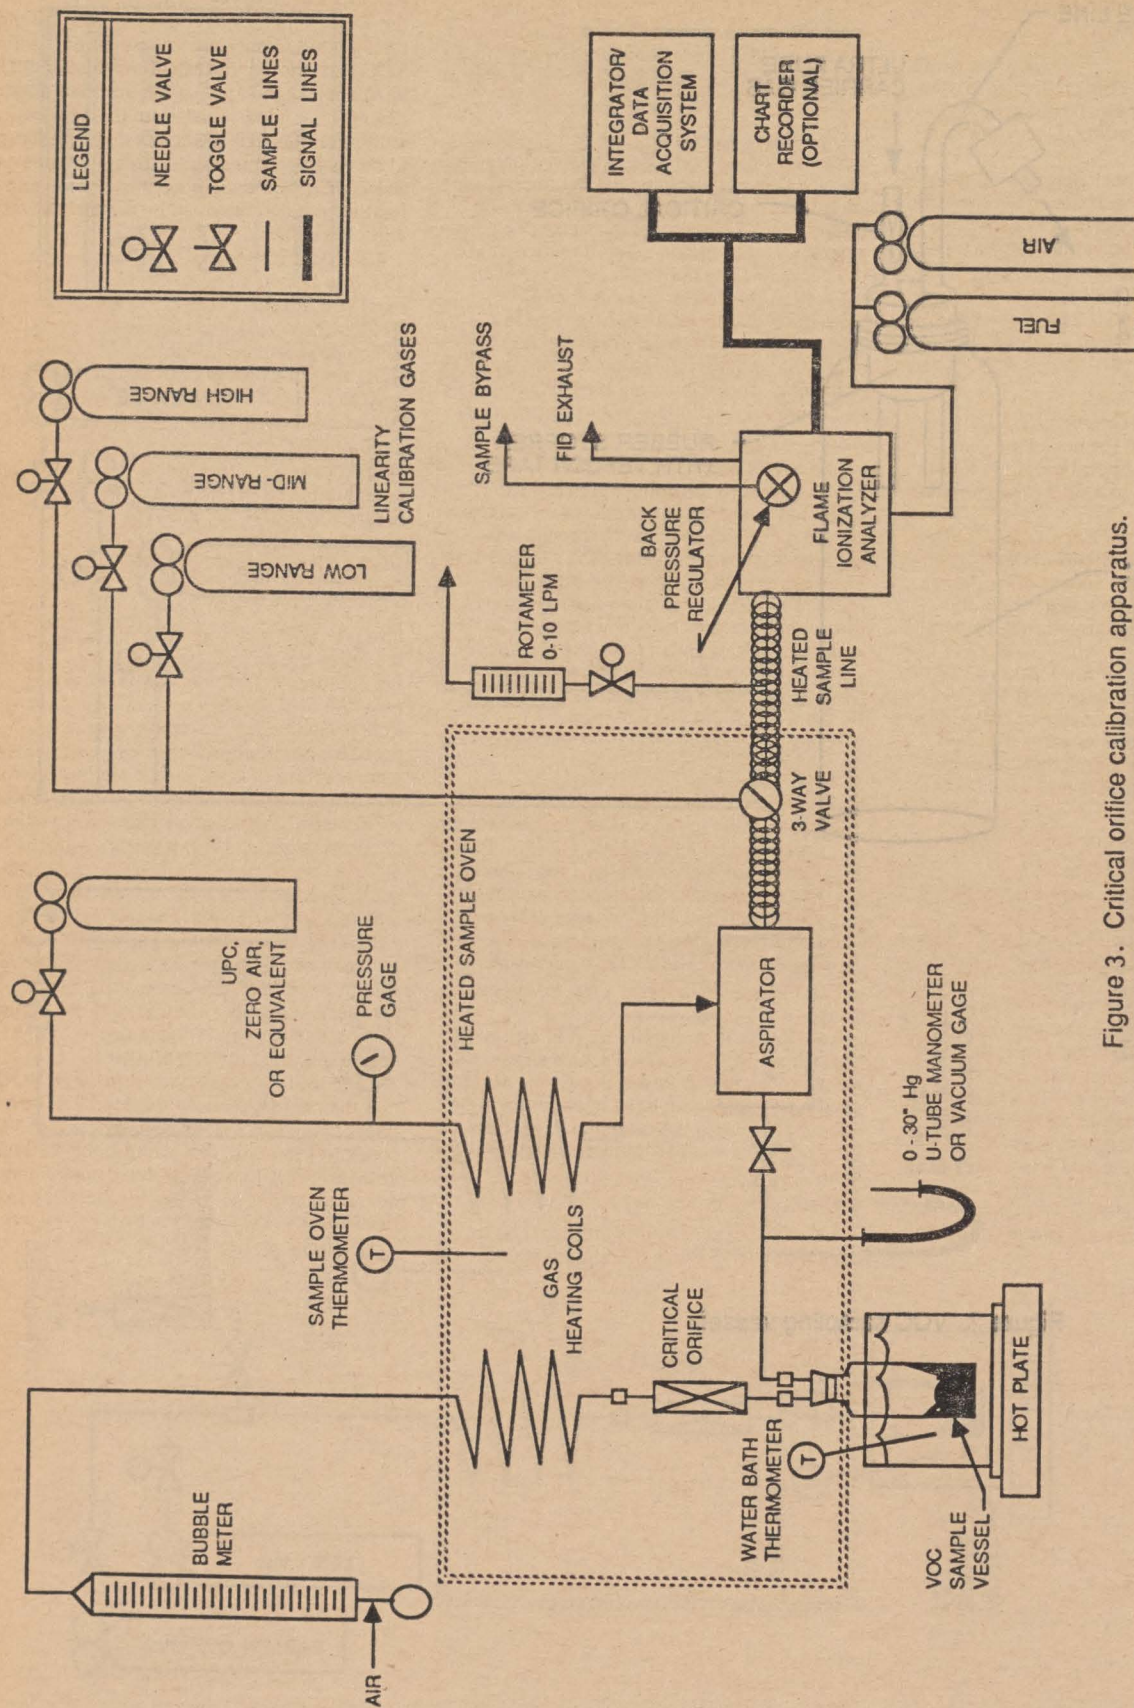 LEGEND
NEEDLE VALVE
TOGGLE VALVE
SAMPLE LINES
SIGNAL LINES
HIGH RANGE
MID-RANGE
LOW RANGE
LINEARITY
CALIBRATION GASES
UPC,
ZERO AIR,
OR EQUIVALENT
PRESSURE
GAGE
SAMPLE OVEN
THERMOMETER
T
BUBBLE
METER
AIR
HEATED SAMPLE OVEN
GAS
HEATING COILS
CRITICAL
ORIFICE
ASPIRATOR
3-WAY
VALVE
HEATED
SAMPLE
LINE
ROTAMETER
0-10 LPM
BACK
PRESSURE
REGULATOR
SAMPLE BYPASS
FID EXHAUST
FLAME
IONIZATION
ANALYZER
INTEGRATOR/
DATA
ACQUISITION
SYSTEM
CHART
RECORDER
(OPTIONAL)
FUEL
AIR
WATER BATH
THERMOMETER
T
VOC
SAMPLE
VESSEL
HOT PLATE
0 - 30" Hg
U-TUBE MANOMETER
OR VACUUM GAGE
Figure 3. Critical orifice calibration apparatus.